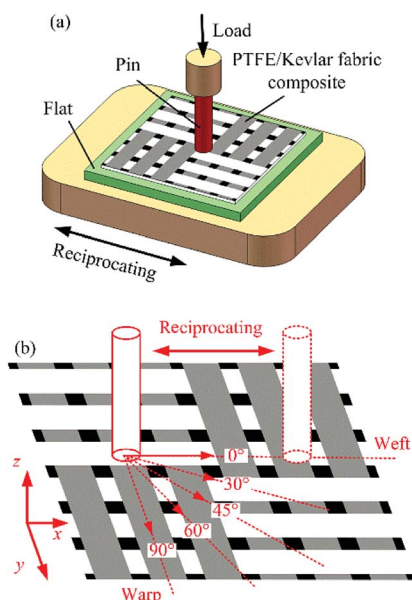 (a)
Load
PTFE/Kevlar fabric
composite
Pin
Flat
Reciprocating
(b)
Reciprocating
0°
Weft
30°
45°
60°
90°
Warp
z
x
y